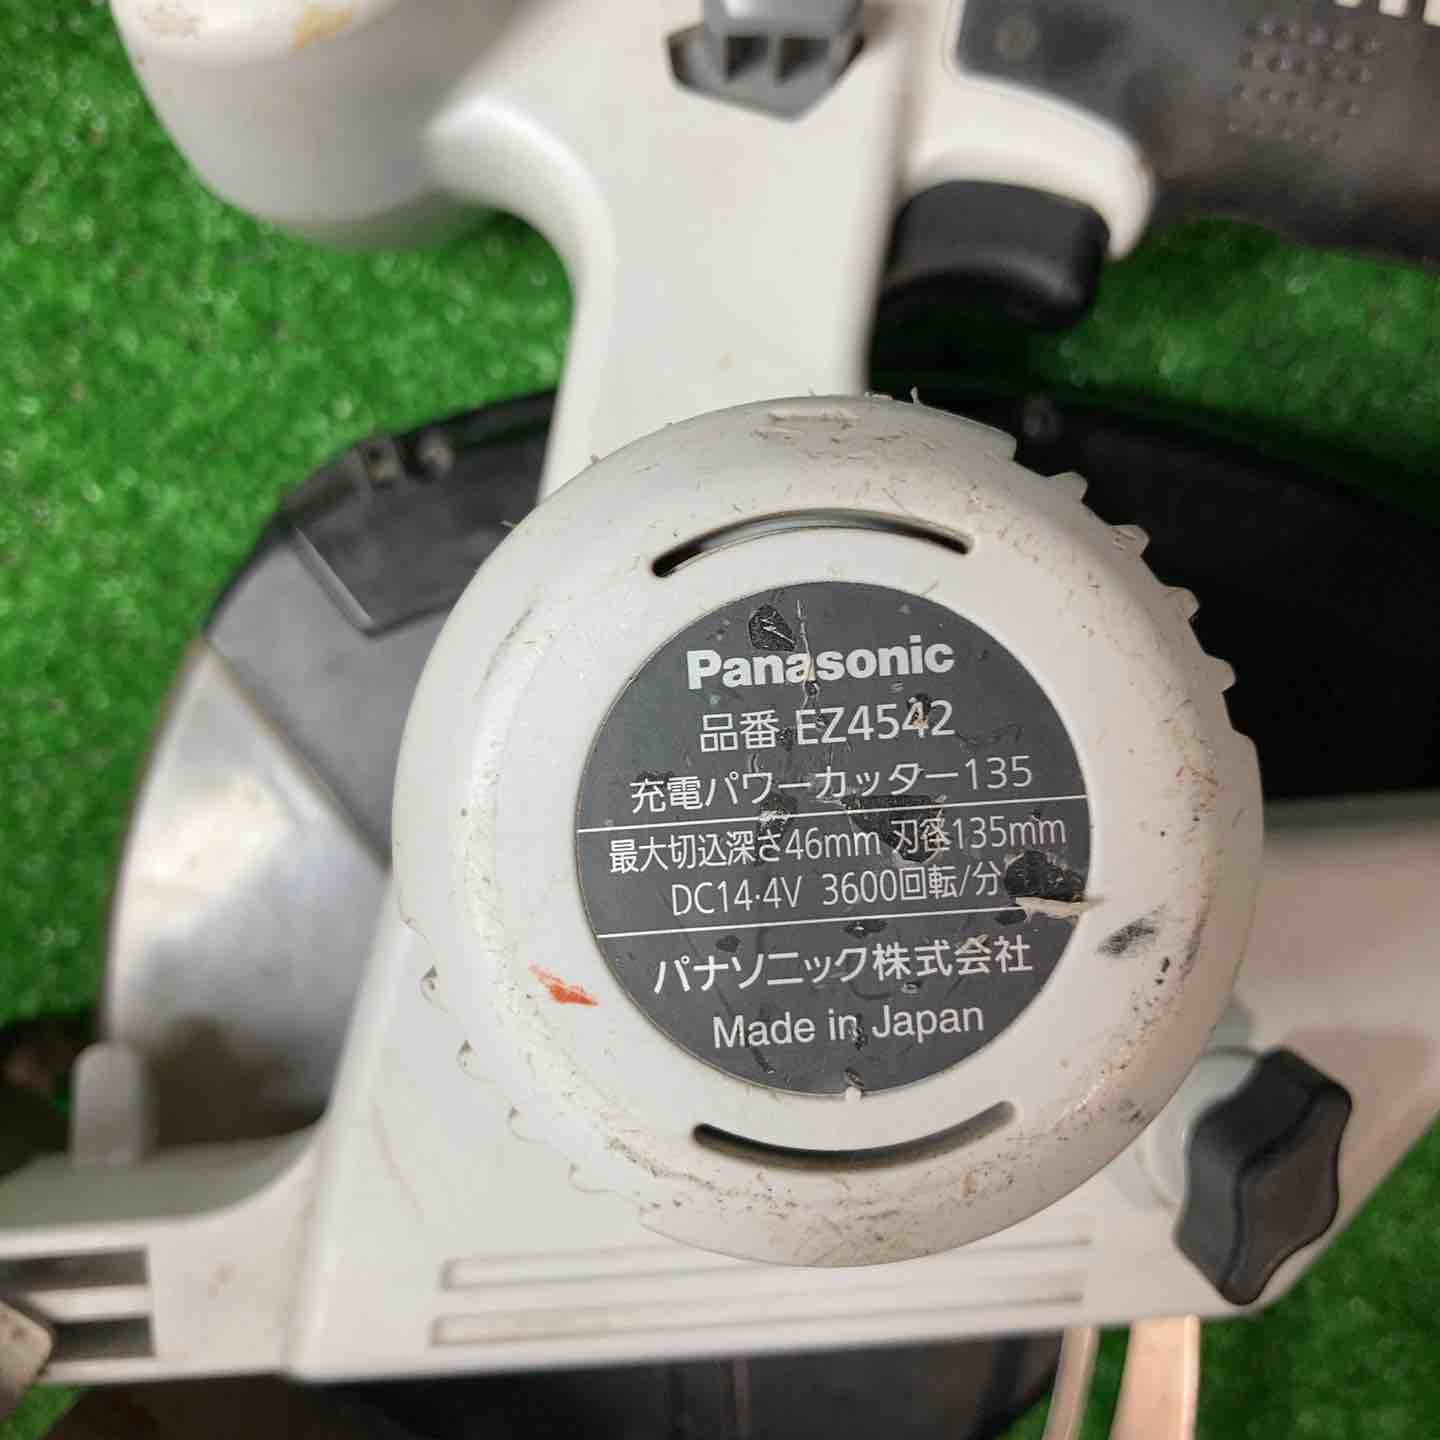 Panasonic
品番 EZ4542
充電パワーカッター135
最大切込深さ46mm 刃径135mm
DC14.4V 3600回転/分
パナソニック株式会社
Made in Japan